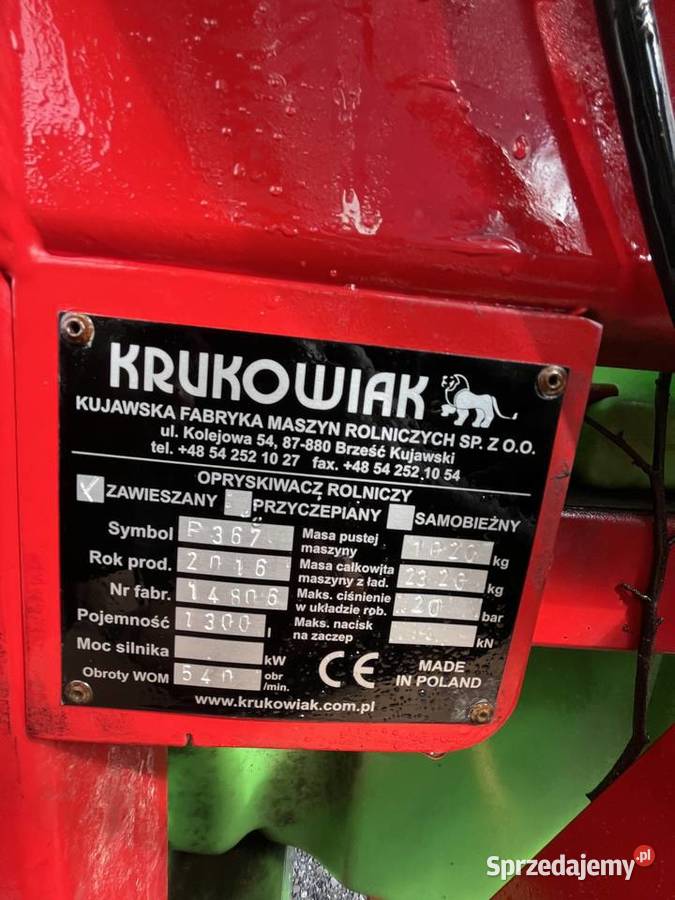 KRUKOWIAK
KUJAWSKA FABRYKA MASZYN ROLNICZYCH SP. Z O.O.
ul. Kolejowa 54, 87-880 Brześć Kujawski
tel. +48 54 252 10 27 fax. +48 54 252 10 54
OPRYSKIWACZ ROLNICZY
X ZAWIESZANY PRZYCZEPIANY SAMOBIEŻNY
Symbol P367
Rok prod. 2016
Nr fabr. 14806
Pojemność 1300 l
Moc silnika kW
Obroty WOM 540 obr/min.
Masa pustej maszyny 1020 kg
Masa całkowjta maszyny z ład. 2320 kg
Maks. ciśnienie w układzie rob. 20 bar
Maks. nacisk na zaczep kN
CE
MADE
IN POLAND
www.krukowiak.com.pl
Sprzedajemy.pl